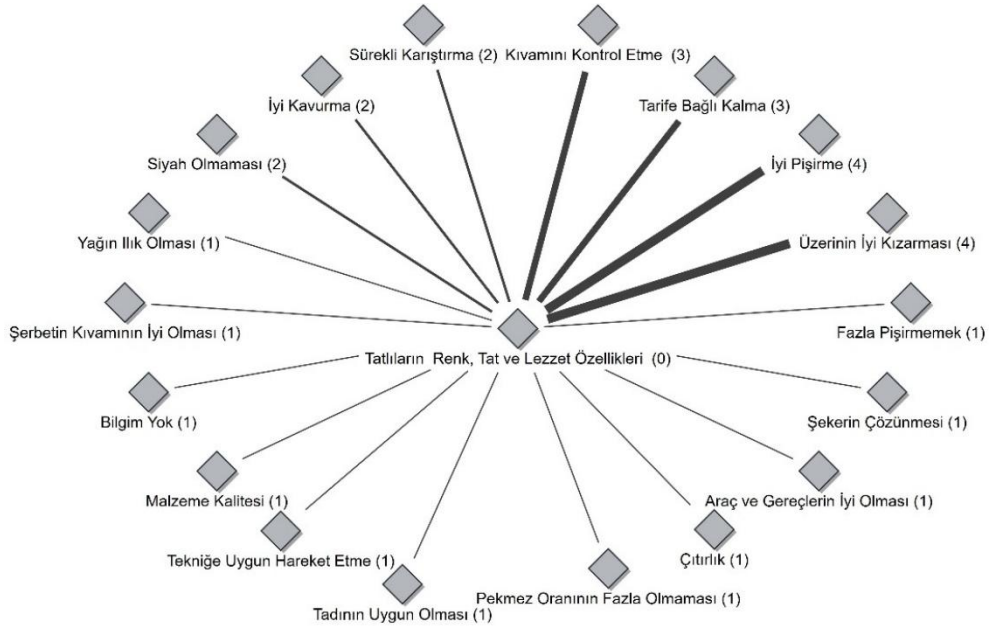 Sürekli Karıştırma (2)
Kıvamını Kontrol Etme (3)
İyi Kavurma (2)
Tarife Bağlı Kalma (3)
Siyah Olmaması (2)
İyi Pişirme (4)
Yağın Ilık Olması (1)
Üzerinin İyi Kızarması (4)
Şerbetin Kıvamının İyi Olması (1)
Fazla Pişirmemek (1)
Tatlıların Renk, Tat ve Lezzet Özellikleri (0)
Bilgim Yok (1)
Şekerin Çözünmesi (1)
Malzeme Kalitesi (1)
Araç ve Gereçlerin İyi Olması (1)
Tekniğe Uygun Hareket Etme (1)
Çıtırlık (1)
Tadının Uygun Olması (1)
Pekmez Oranının Fazla Olmaması (1)